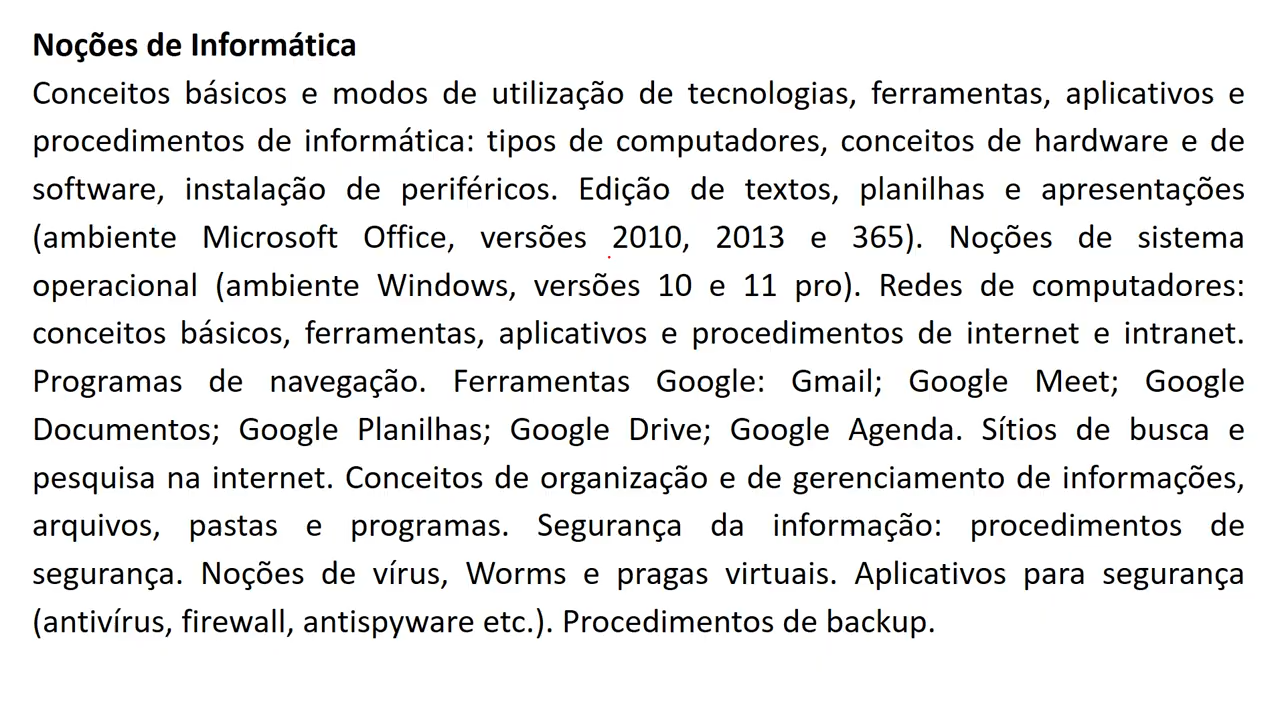 Noções de Informática
Conceitos básicos e modos de utilização de tecnologias, ferramentas, aplicativos e
procedimentos de informática: tipos de computadores, conceitos de hardware e de
software, instalação de periféricos. Edição de textos, planilhas e apresentações
(ambiente Microsoft Office, versões 2010, 2013 e 365). Noções de sistema
operacional (ambiente Windows, versões 10 e 11 pro). Redes de computadores:
conceitos básicos, ferramentas, aplicativos e procedimentos de internet e intranet.
Programas de navegação. Ferramentas Google: Gmail; Google Meet; Google
Documentos; Google Planilhas; Google Drive; Google Agenda. Sítios de busca e
pesquisa na internet. Conceitos de organização e de gerenciamento de informações,
arquivos, pastas e programas. Segurança da informação: procedimentos de
segurança. Noções de vírus, Worms e pragas virtuais. Aplicativos para segurança
(antivírus, firewall, antispyware etc.). Procedimentos de backup.